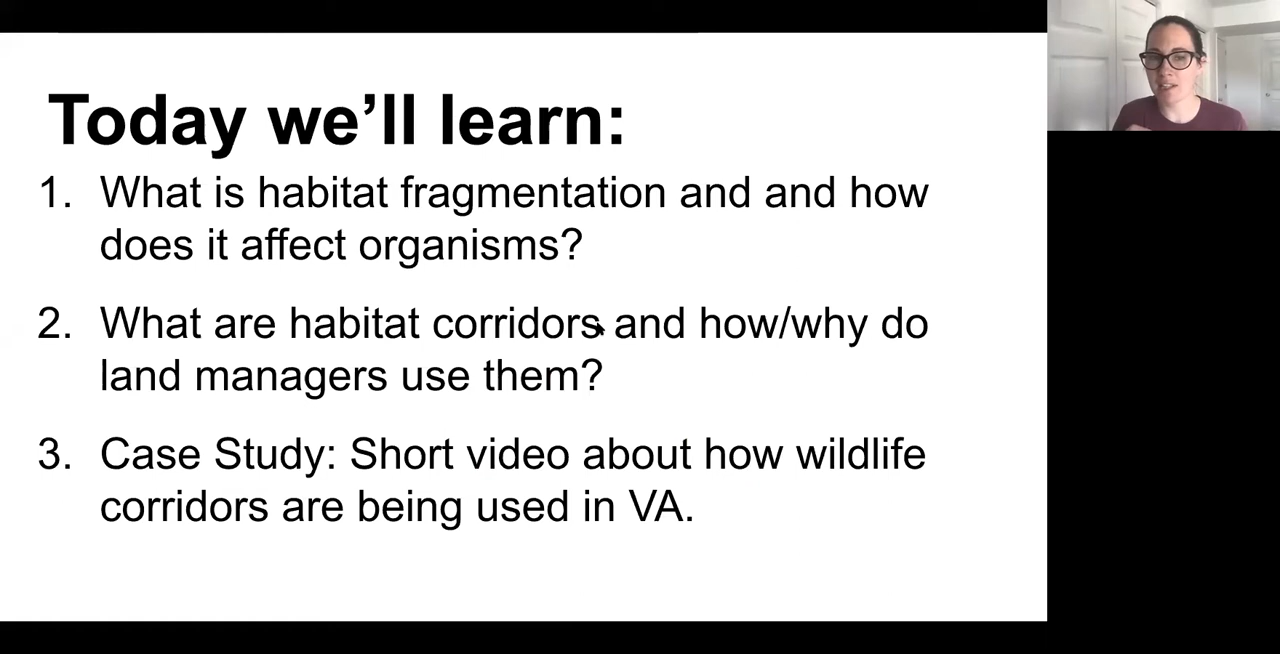 Today we’ll learn:
1. What is habitat fragmentation and and how
does it affect organisms?
2. What are habitat corridors and how/why do
land managers use them?
3. Case Study: Short video about how wildlife
corridors are being used in VA.